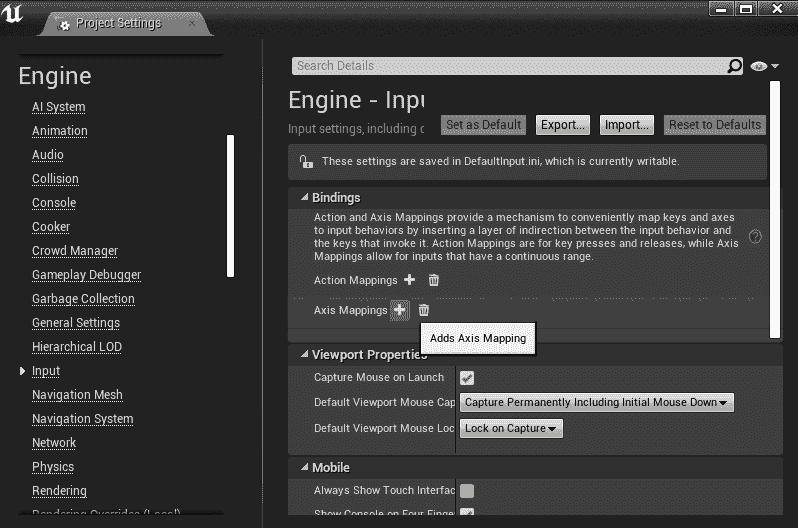 Project Settings
Engine
AI System
Animation
Audio
Collision
Console
Cooker
Crowd Manager
Gameplay Debugger
Garbage Collection
General Settings
Hierarchical LOD
Input
Navigation Mesh
Navigation System
Network
Physics
Rendering
Rendering Overrides (Local)
Search Details
Engine - Inpu
Input settings, including d
Set as Default
Export...
Import...
Reset to Defaults
These settings are saved in DefaultInput.ini, which is currently writable.
Bindings
Action and Axis Mappings provide a mechanism to conveniently map keys and axes
to input behaviors by inserting a layer of indirection between the input behavior and
the keys that invoke it. Action Mappings are for key presses and releases, while Axis
Mappings allow for inputs that have a continuous range.
Action Mappings
Axis Mappings
Adds Axis Mapping
Viewport Properties
Capture Mouse on Launch
Default Viewport Mouse Cap
Capture Permanently Including Initial Mouse Down
Default Viewport Mouse Loc
Lock on Capture
Mobile
Always Show Touch Interfac
Show Console on Four Finge